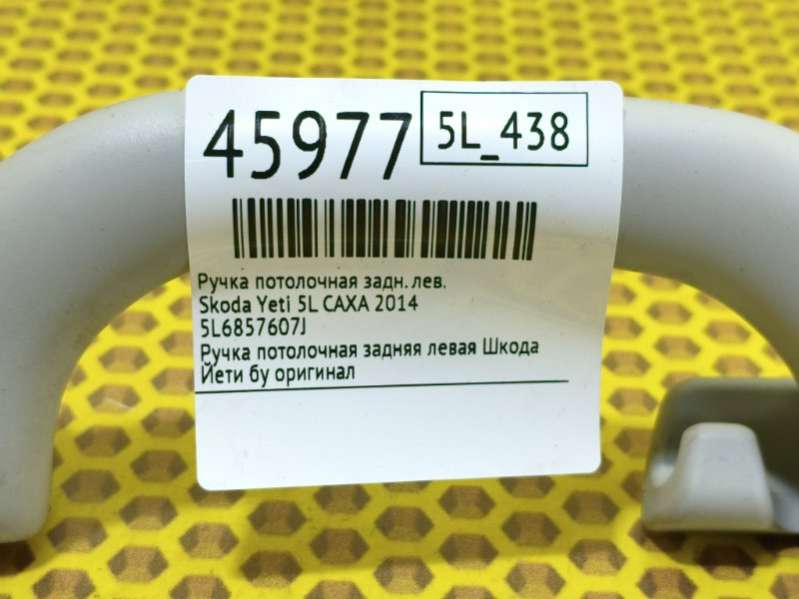 45977
5L_438
Ручка потолочная задн. лев.
Skoda Yeti 5L CAXA 2014
5L6857607J
Ручка потолочная задняя левая Шкода
Йети бу оригинал